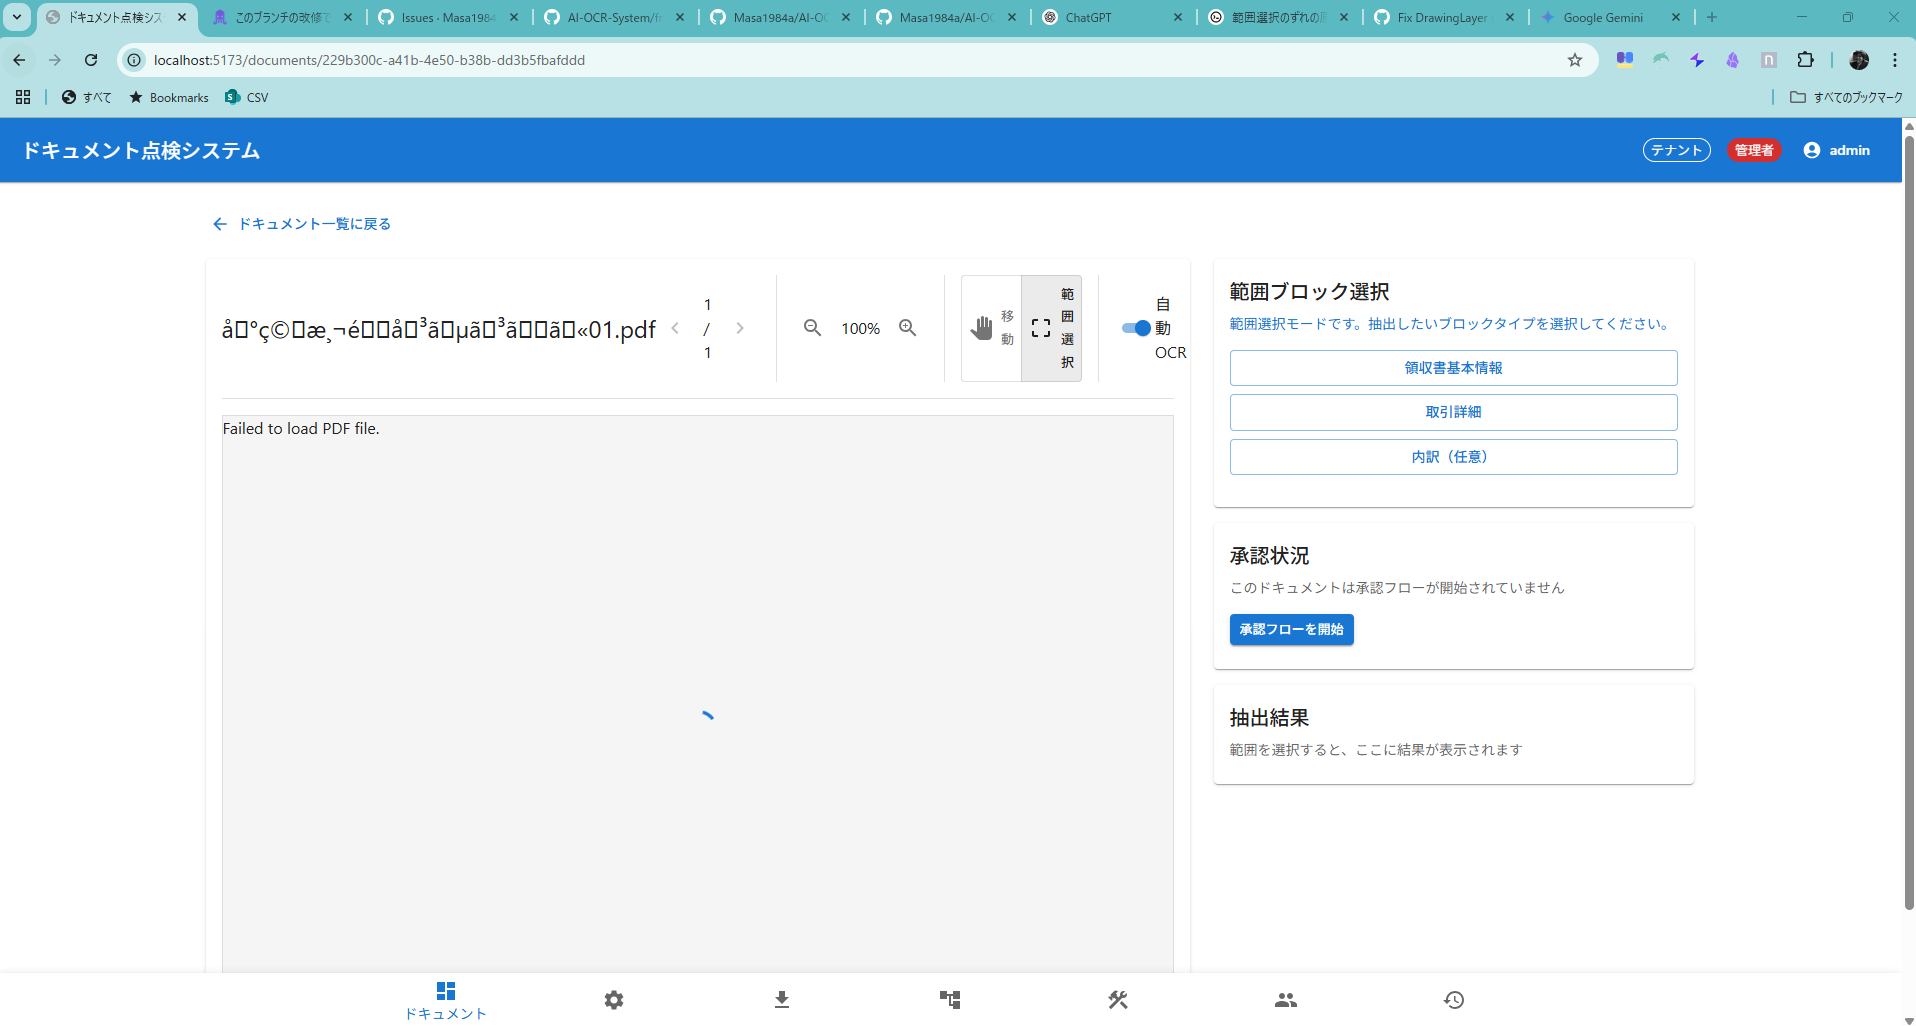 ドキュメント点検シス
このブランチの改修で
Issues · Masa1984
AI-OCR-System/fr
Masa1984a/AI-OC
Masa1984a/AI-OC
ChatGPT
範囲選択のずれの原
Fix DrawingLayer
Google Gemini
localhost:5173/documents/229b300c-a41b-4e50-b38b-dd3b5fbafddd
すべて
Bookmarks
CSV
すべてのブックマーク
ドキュメント点検システム
テナント
管理者
admin
ドキュメント一覧に戻る
å□°ç©□æ¸¬é□□å□³ã□µã□³ã□□ã□«01.pdf
1
/
1
100%
移動
範囲選択
自動OCR
Failed to load PDF file.
範囲ブロック選択
範囲選択モードです。抽出したいブロックタイプを選択してください。
領収書基本情報
取引詳細
内訳（任意）
承認状況
このドキュメントは承認フローが開始されていません
承認フローを開始
抽出結果
範囲を選択すると、ここに結果が表示されます
ドキュメント